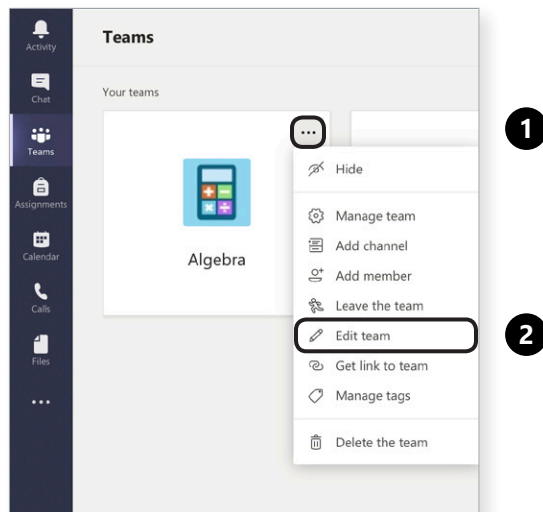 Activity
Chat
Teams
Assignments
Calendar
Calls
Files
Teams
Your teams
Algebra
Hide
Manage team
Add channel
Add member
Leave the team
Edit team
Get link to team
Manage tags
Delete the team
1
2